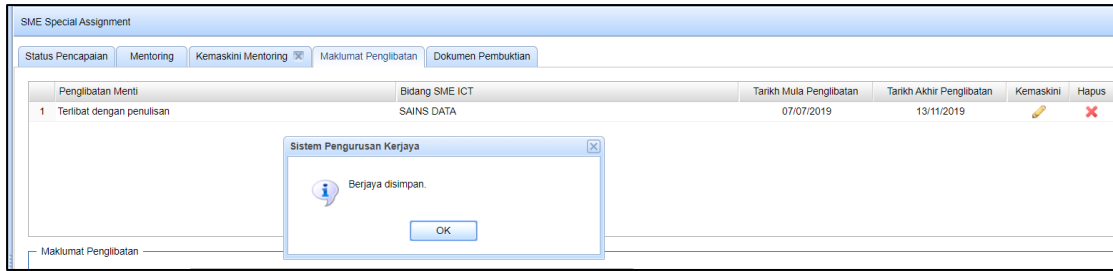 SME Special Assignment
Status Pencapaian Mentoring Kemaskini Mentoring Maklumat Penglibatan Dokumen Pembuktian
Penglibatan Menti Bidang SME ICT Tarikh Mula Penglibatan Tarikh Akhir Penglibatan Kemaskini Hapus
1 Terlibat dengan penulisan SAINS DATA 07/07/2019 13/11/2019
Sistem Pengurusan Kerjaya
Berjaya disimpan.
OK
Maklumat Penglibatan